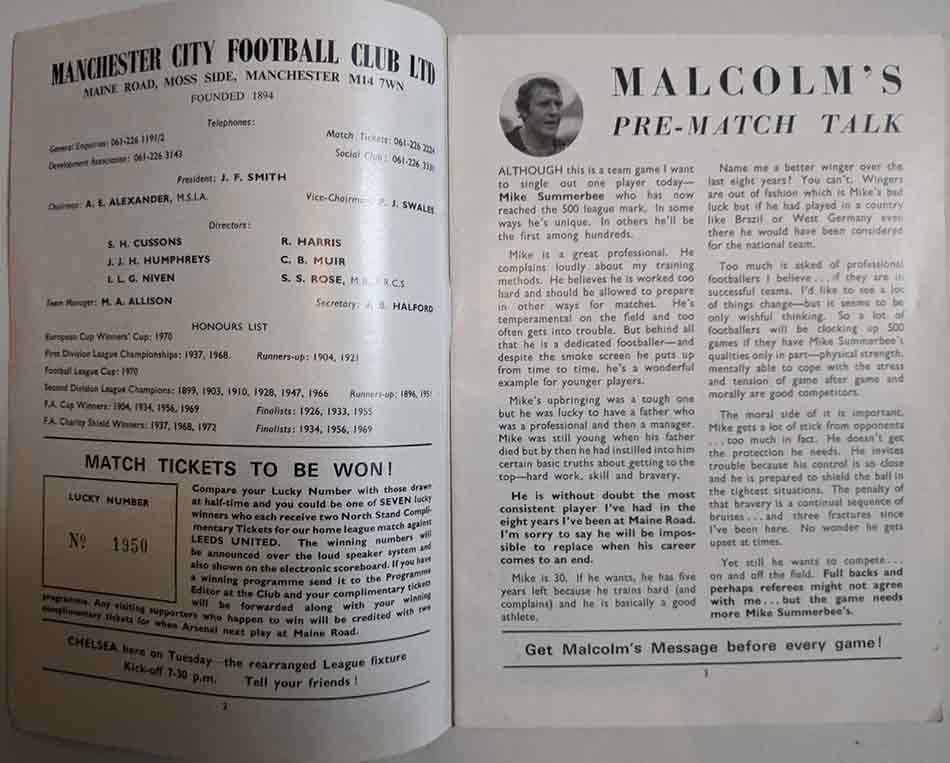 MANCHESTER CITY FOOTBALL CLUB LTD
MAINE ROAD, MOSS SIDE, MANCHESTER M14 7WN
FOUNDED 1894
Telephones:
General Enquiries: 061-226 1191/2
Match Tickets: 061-226 2224
Development Association: 061-226 3143
Social Club: 061-226
President: J. F. SMITH
Chairman: A. E. ALEXANDER, M.S.I.A.
Vice-Chairman: P. J. SWALES
Directors:
S. H. CUSSONS
R. HARRIS
J. J. H. HUMPHREYS
C. B. MUIR
I. L. G. NIVEN
S. S. ROSE, M.B., F.R.C.S
Team Manager: M. A. ALLISON
Secretary: J. B. HALFORD
HONOURS LIST
European Cup Winners' Cup: 1970
First Division League Championships: 1937, 1968. Runners-up: 1904, 1921
Football League Cup: 1970
Second Division League Champions: 1899, 1903, 1910, 1928, 1947, 1966 Runners-up: 1896, 1951
F.A. Cup Winners: 1904, 1934, 1956, 1969 Finalists: 1926, 1933, 1955
F.A. Charity Shield Winners: 1937, 1968, 1972 Finalists: 1934, 1956, 1969
MATCH TICKETS TO BE WON!
LUCKY NUMBER
Nº 1950
Compare your Lucky Number with those drawn
at half-time and you could be one of SEVEN lucky
winners who each receive two North Stand Compli-
mentary Tickets for our home league match against
LEEDS UNITED. The winning numbers will
be announced over the loud speaker system and
also shown on the electronic scoreboard. If you have
a winning programme send it to the Programme
Editor at the Club and your complimentary tickets
will be forwarded along with your winning
programme. Any visiting supporters who happen to win will be credited with two
complimentary tickets for when Arsenal next play at Maine Road.
CHELSEA here on Tuesday—the rearranged League fixture
Kick-off 7-30 p.m. Tell your friends!
2
MALCOLM'S
PRE-MATCH TALK
ALTHOUGH this is a team game I want
to single out one player today—
Mike Summerbee who has now
reached the 500 league mark. In some
ways he's unique. In others he'll be
the first among hundreds.
Mike is a great professional. He
complains loudly about my training
methods. He believes he is worked too
hard and should be allowed to prepare
in other ways for matches. He's
temperamental on the field and too
often gets into trouble. But behind all
that he is a dedicated footballer—and
despite the smoke screen he puts up
from time to time, he's a wonderful
example for younger players.
Mike's upbringing was a tough one
but he was lucky to have a father who
was a professional and then a manager.
Mike was still young when his father
died but by then he had instilled into him
certain basic truths about getting to the
top—hard work, skill and bravery.
He is without doubt the most
consistent player I've had in the
eight years I've been at Maine Road.
I'm sorry to say he will be impos-
sible to replace when his career
comes to an end.
Mike is 30. If he wants, he has five
years left because he trains hard (and
complains) and he is basically a good
athlete.
Name me a better winger over the
last eight years? You can't. Wingers
are out of fashion which is Mike's bad
luck but if he had played in a country
like Brazil or West Germany even
there he would have been considered
for the national team.
Too much is asked of professional
footballers I believe... if they are in
successful teams. I'd like to see a lot
of things change—but it seems to be
only wishful thinking. So a lot of
footballers will be clocking up 500
games if they have Mike Summerbee's
qualities only in part—physical strength,
mentally able to cope with the stress
and tension of game after game and
morally are good competitors.
The moral side of it is important.
Mike gets a lot of stick from opponents
...too much in fact. He doesn't get
the protection he needs. He invites
trouble because his control is so close
and he is prepared to shield the ball in
the tightest situations. The penalty of
that bravery is a continual sequence of
bruises...and three fractures since
I've been here. No wonder he gets
upset at times.
Yet still he wants to compete...
on and off the field. Full backs and
perhaps referees might not agree
with me...but the game needs
more Mike Summerbee's.
Get Malcolm's Message before every game!
3